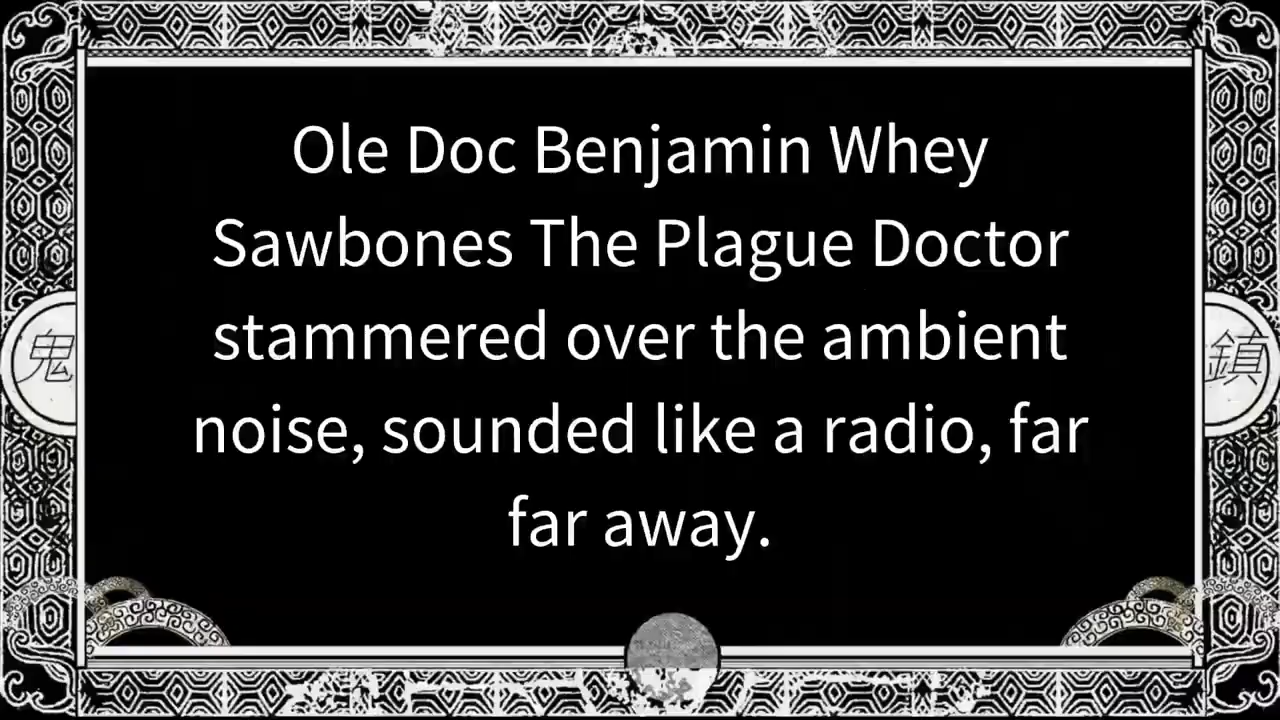 Ole Doc Benjamin Whey
Sawbones The Plague Doctor
stammered over the ambient
noise, sounded like a radio, far
far away.
鬼
鎮